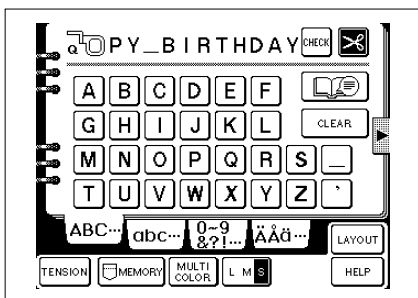 PY_BIRTHDAY CHECK
A B C D E F
G H I J K L CLEAR
M N O P Q R S _
T U V W X Y Z '
ABC... abc... 0~9 &?!... ÄÅä... LAYOUT
TENSION MEMORY MULTI COLOR L M S HELP